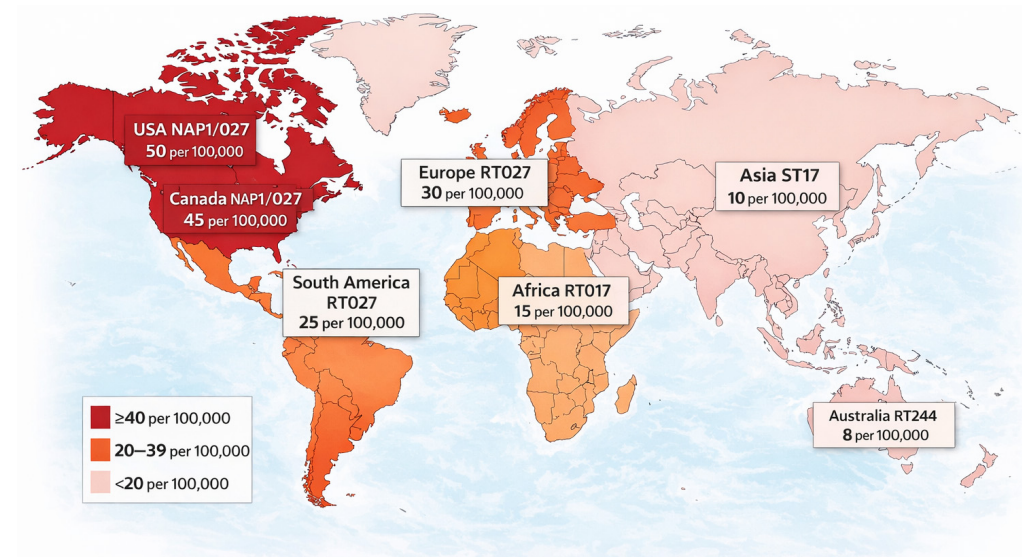 USA NAP1/027
50 per 100,000
Canada NAP1/027
45 per 100,000
Europe RT027
30 per 100,000
Asia ST17
10 per 100,000
South America
RT027
25 per 100,000
Africa RT017
15 per 100,000
Australia RT244
8 per 100,000
≥40 per 100,000
20–39 per 100,000
<20 per 100,000